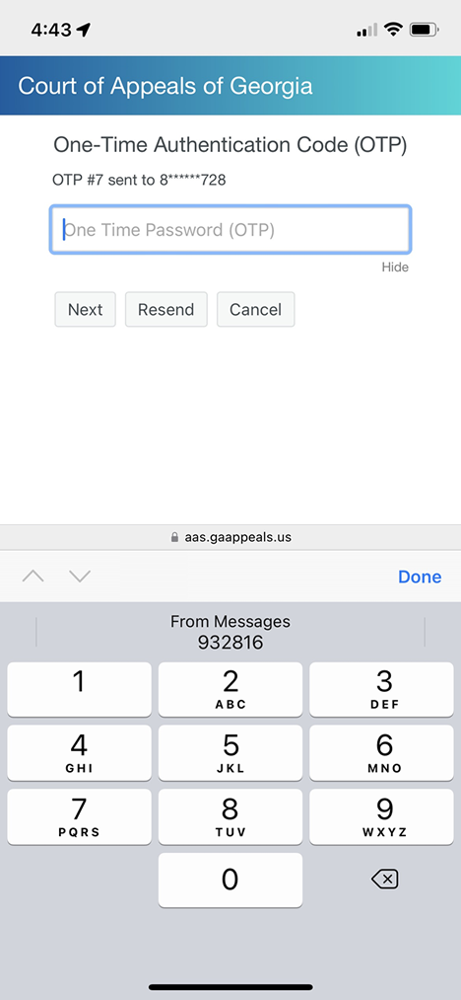 4:43
Court of Appeals of Georgia
One-Time Authentication Code (OTP)
OTP #7 sent to 8******728
One Time Password (OTP)
Hide
Next Resend Cancel
aas.gaappeals.us
Done
From Messages
932816
1 2 3
ABC DEF
4 5 6
GHI JKL MNO
7 8 9
PQRS TUV WXYZ
0